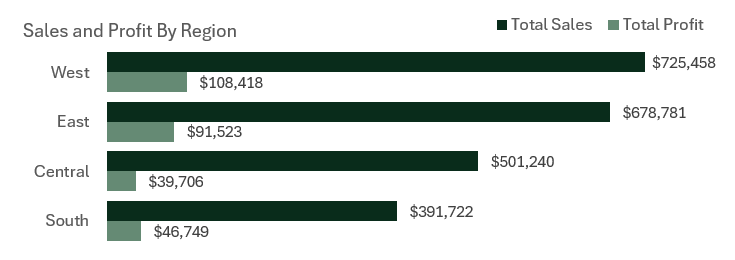 Sales and Profit By Region
Total Sales Total Profit
West
$725,458
$108,418
East
$678,781
$91,523
Central
$501,240
$39,706
South
$391,722
$46,749